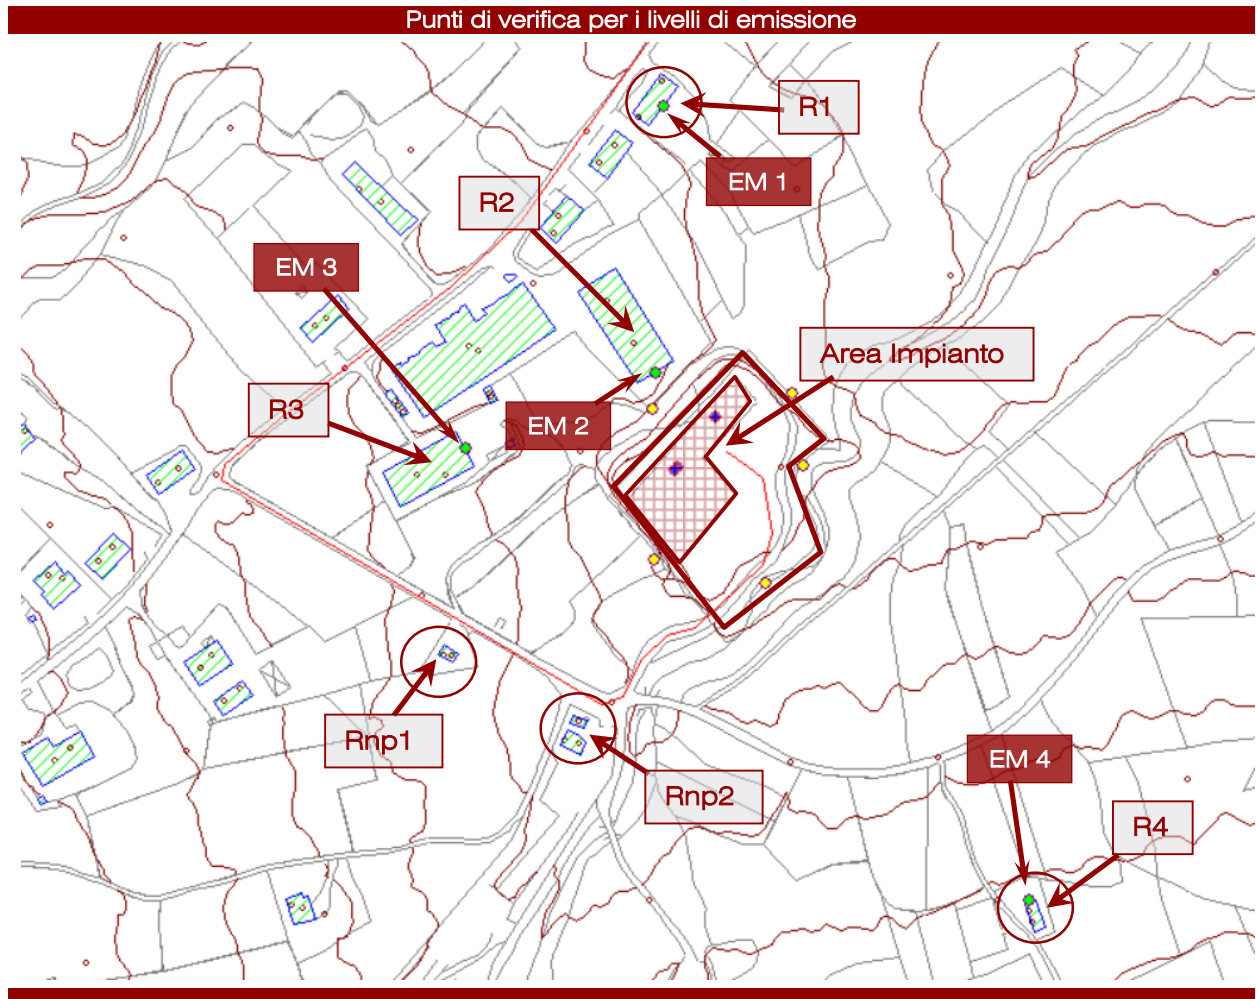 Punti di verifica per i livelli di emissione
R1
EM 1
R2
EM 3
Area Impianto
R3
EM 2
Rnp1
EM 4
Rnp2
R4